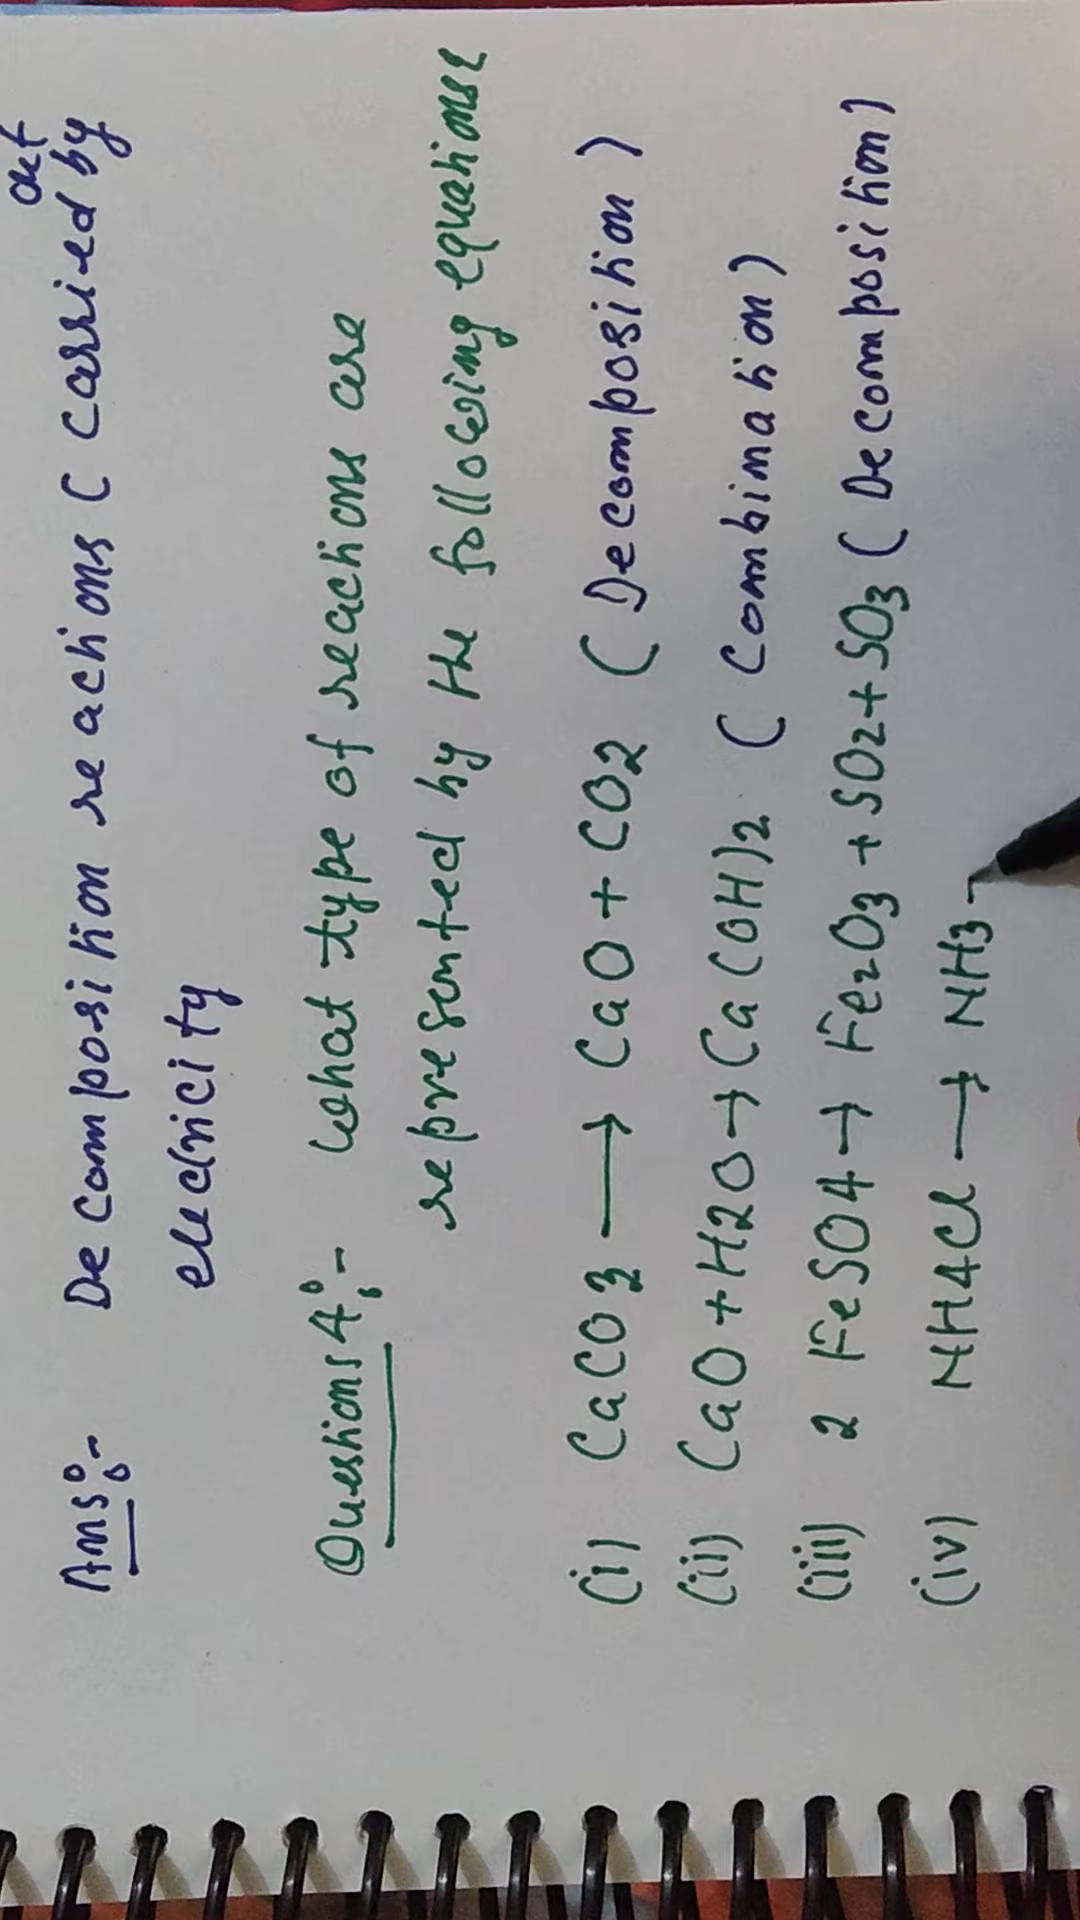 Ans:- Decomposition reactions ( carried out by
electricity
Questions 4:- What type of reactions are
represented by the following equations
(i) CaCO3 → CaO + CO2 ( Decomposition )
(ii) CaO + H2O → Ca(OH)2 ( Combination )
(iii) 2 FeSO4 → Fe2O3 + SO2 + SO3 ( Decomposition )
(iv) NH4Cl → NH3 -